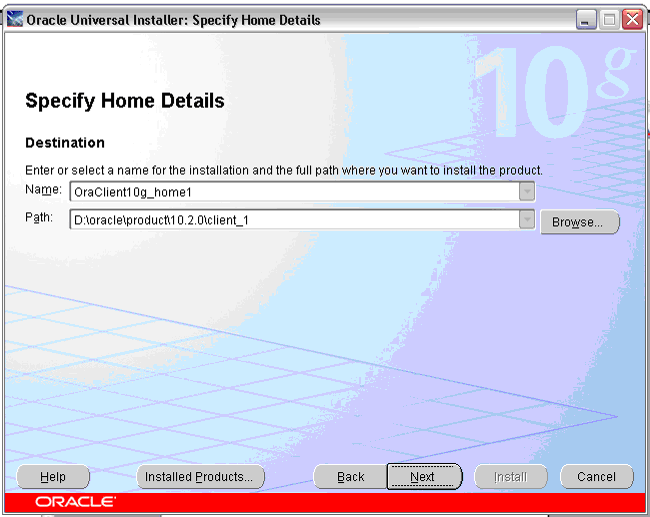 Oracle Universal Installer: Specify Home Details
10g
Specify Home Details
Destination
Enter or select a name for the installation and the full path where you want to install the product.
Name: OraClient10g_home1
Path: D:\oracle\product\10.2.0\client_1 Browse...
Help Installed Products... Back Next Install Cancel
ORACLE